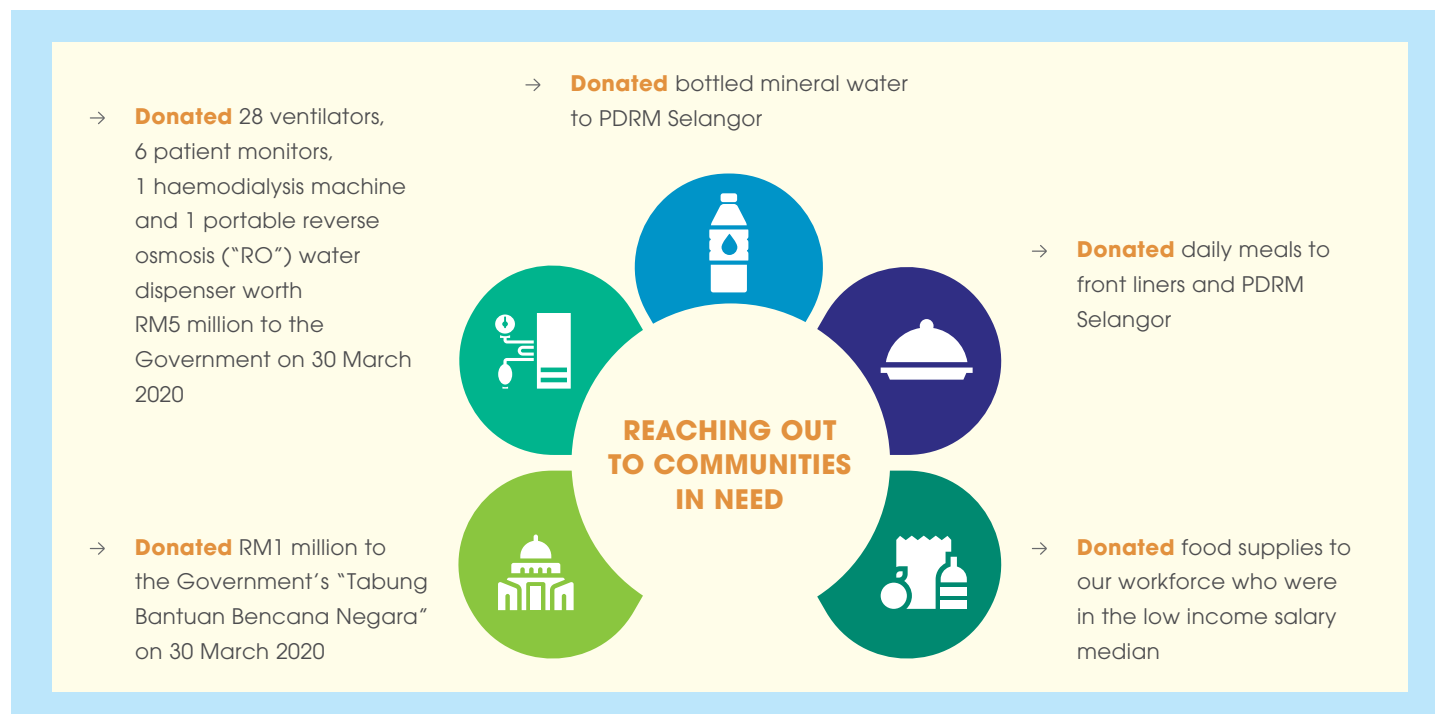 → Donated bottled mineral water
to PDRM Selangor
→ Donated 28 ventilators,
6 patient monitors,
1 haemodialysis machine
and 1 portable reverse
osmosis (“RO”) water
dispenser worth
RM5 million to the
Government on 30 March
2020
→ Donated daily meals to
front liners and PDRM
Selangor
REACHING OUT
TO COMMUNITIES
IN NEED
→ Donated RM1 million to
the Government’s “Tabung
Bantuan Bencana Negara”
on 30 March 2020
→ Donated food supplies to
our workforce who were
in the low income salary
median